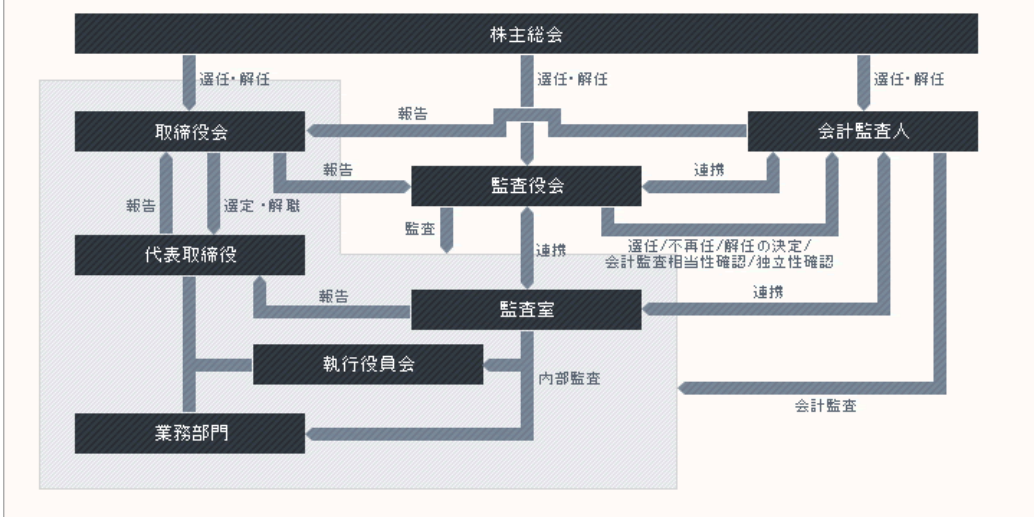 株主総会
選任・解任
選任・解任
選任・解任
取締役会
報告
会計監査人
報告
監査役会
連携
報告
選定・解職
監査
選任/不再任/解任の決定/
会計監査相当性確認/独立性確認
代表取締役
連携
報告
監査室
連携
執行役員会
内部監査
会計監査
業務部門